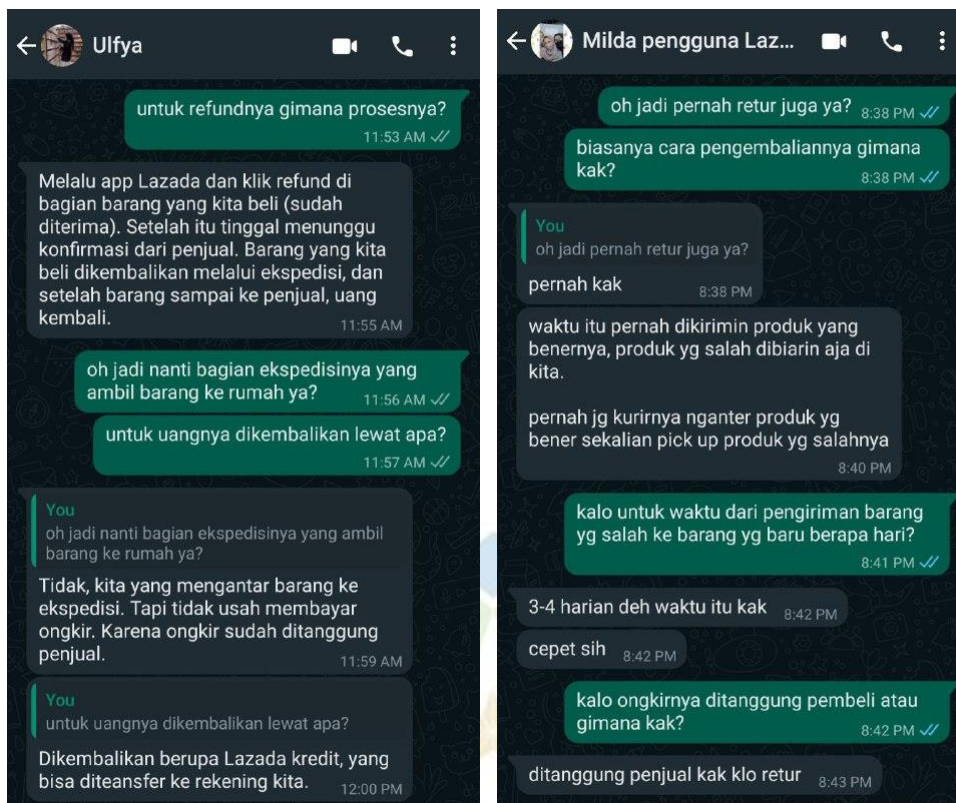 Ulfya
untuk refundnya gimana prosesnya?
11:53 AM
Melalu app Lazada dan klik refund di
bagian barang yang kita beli (sudah
diterima). Setelah itu tinggal menunggu
konfirmasi dari penjual. Barang yang kita
beli dikembalikan melalui ekspedisi, dan
setelah barang sampai ke penjual, uang
kembali.
11:55 AM
oh jadi nanti bagian ekspedisinya yang
ambil barang ke rumah ya?
11:56 AM
untuk uangnya dikembalikan lewat apa?
11:57 AM
You
oh jadi nanti bagian ekspedisinya yang ambil
barang ke rumah ya?
Tidak, kita yang mengantar barang ke
ekspedisi. Tapi tidak usah membayar
ongkir. Karena ongkir sudah ditanggung
penjual.
11:59 AM
You
untuk uangnya dikembalikan lewat apa?
Dikembalikan berupa Lazada kredit, yang
bisa diteansfer ke rekening kita.
12:00 PM
Milda pengguna Laz...
oh jadi pernah retur juga ya?
8:38 PM
biasanya cara pengembaliannya gimana
kak?
8:38 PM
You
oh jadi pernah retur juga ya?
pernah kak
8:38 PM
waktu itu pernah dikirimin produk yang
benernya, produk yg salah dibiarin aja di
kita.
pernah jg kurirnya nganter produk yg
bener sekalian pick up produk yg salahnya
8:40 PM
kalo untuk waktu dari pengiriman barang
yg salah ke barang yg baru berapa hari?
8:41 PM
3-4 harian deh waktu itu kak
8:42 PM
cepet sih
8:42 PM
kalo ongkirnya ditanggung pembeli atau
gimana kak?
8:42 PM
ditanggung penjual kak klo retur
8:43 PM